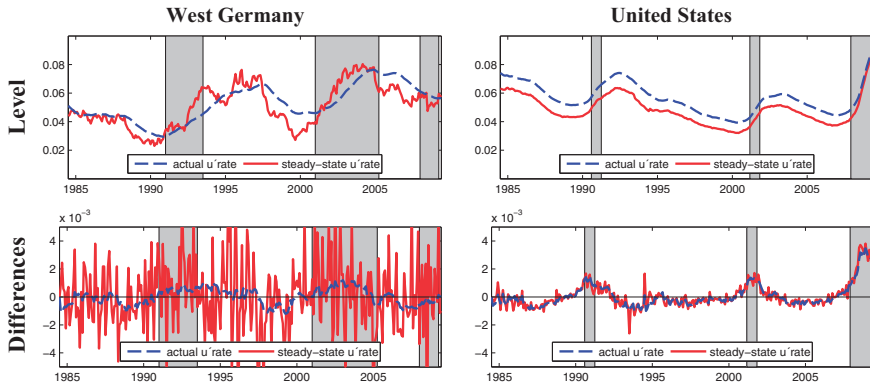 West Germany
United States
Level
0.08
0.06
0.04
0.02
1985 1990 1995 2000 2005
actual u´rate steady-state u´rate
0.08
0.06
0.04
0.02
1985 1990 1995 2000 2005
actual u´rate steady-state u´rate
Differences
x 10⁻³
4
2
0
−2
−4
1985 1990 1995 2000 2005
actual u´rate steady-state u´rate
x 10⁻³
4
2
0
−2
−4
1985 1990 1995 2000 2005
actual u´rate steady-state u´rate